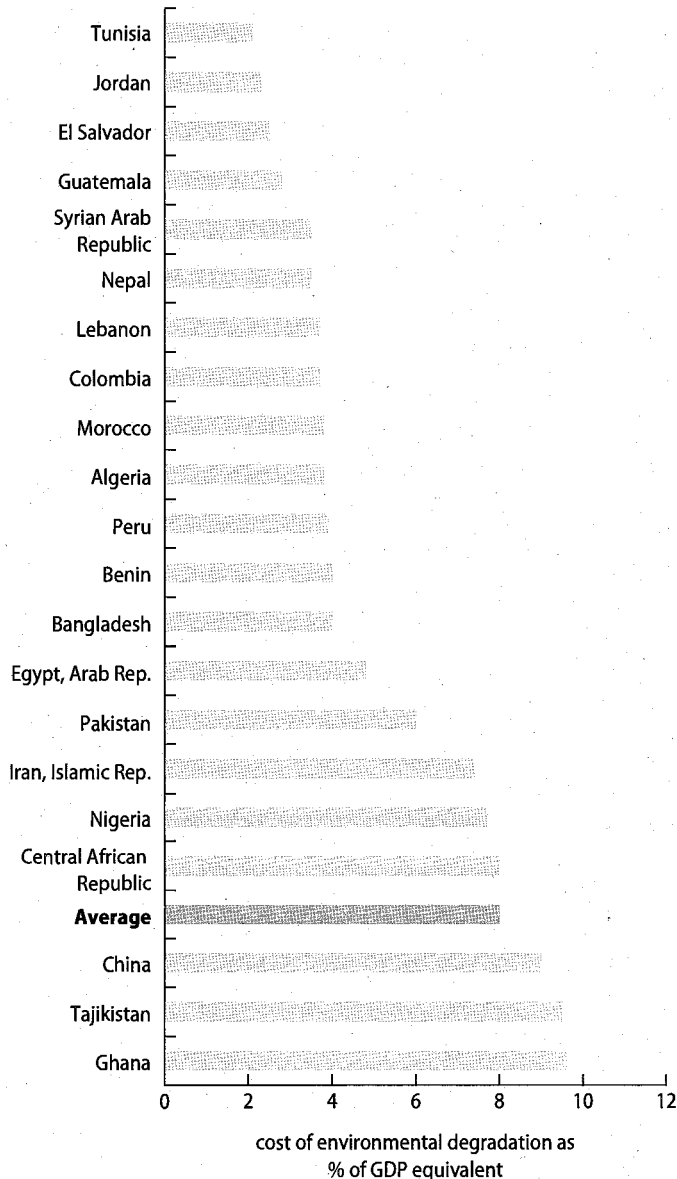 Tunisia
Jordan
El Salvador
Guatemala
Syrian Arab
Republic
Nepal
Lebanon
Colombia
Morocco
Algeria
Peru
Benin
Bangladesh
Egypt, Arab Rep.
Pakistan
Iran, Islamic Rep.
Nigeria
Central African
Republic
Average
China
Tajikistan
Ghana
0 2 4 6 8 10 12
cost of environmental degradation as
% of GDP equivalent